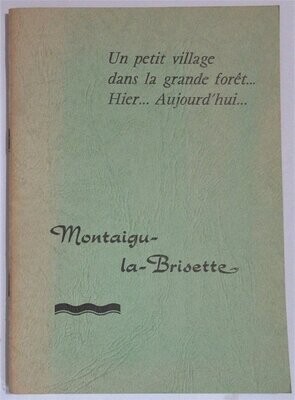 Un petit village
dans la grande forêt...
Hier... Aujourd'hui...
Montaigu-
la-Brisette